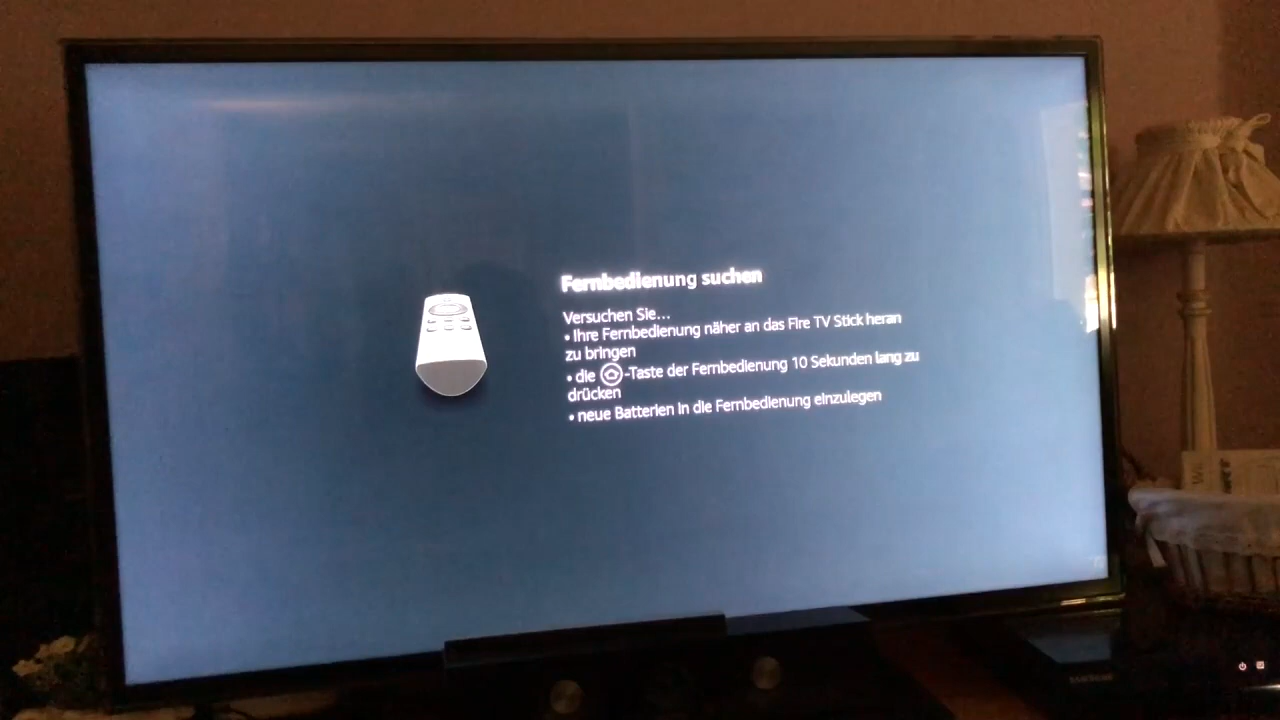 Fernbedienung suchen
Versuchen Sie...
• Ihre Fernbedienung näher an das Fire TV Stick heran
zu bringen
• die -Taste der Fernbedienung 10 Sekunden lang zu
drücken
• neue Batterien in die Fernbedienung einzulegen